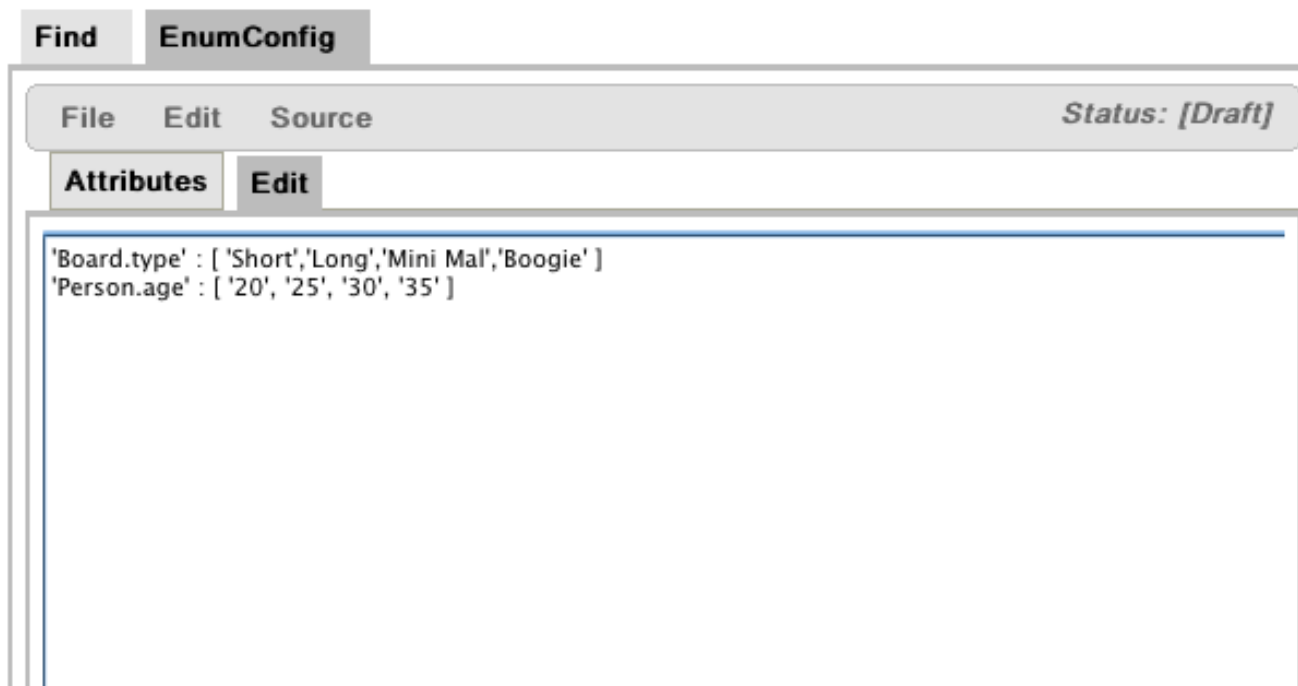 Find EnumConfig
File Edit Source Status: [Draft]
Attributes Edit
'Board.type' : [ 'Short','Long','Mini Mal','Boogie' ]
'Person.age' : [ '20', '25', '30', '35' ]